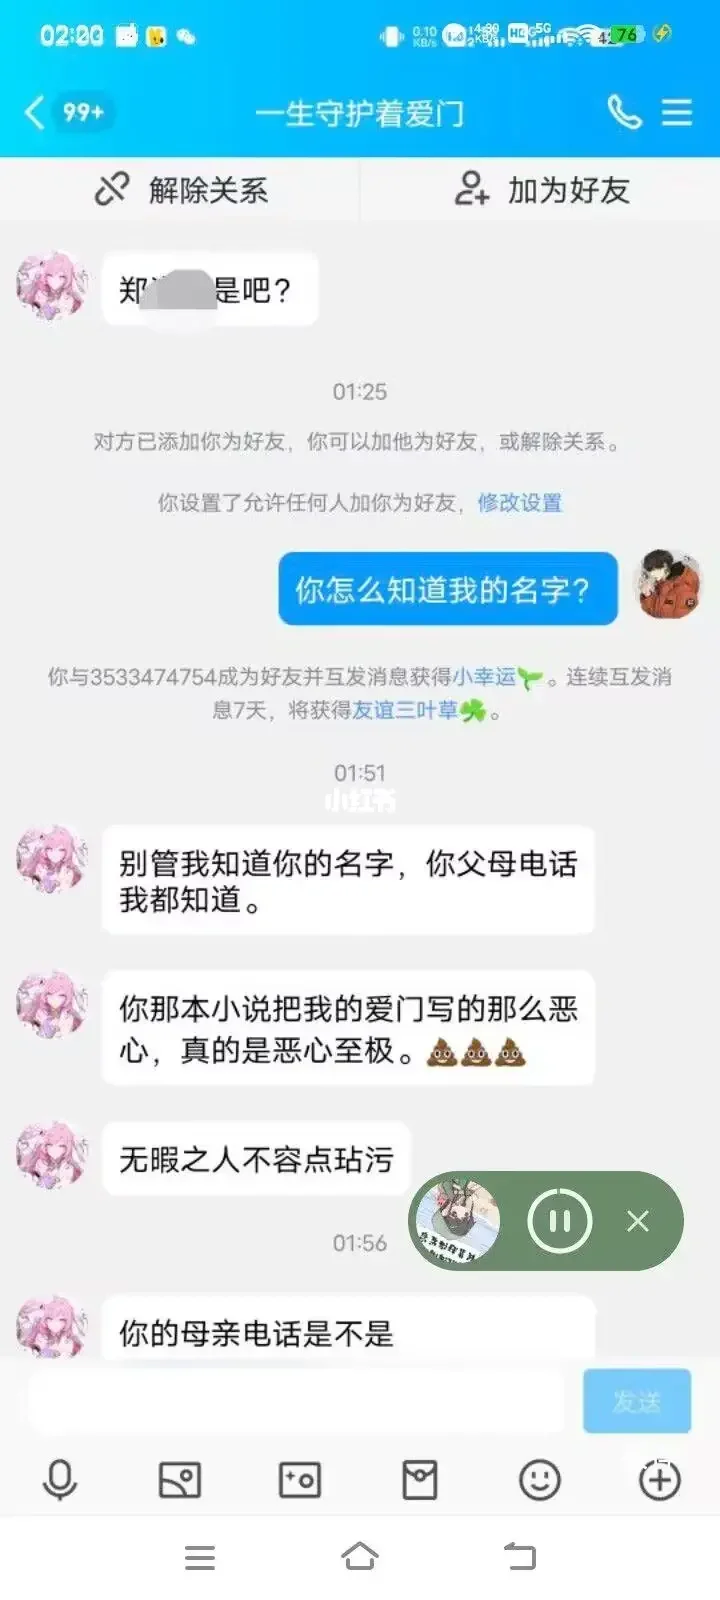 02:00
0.10
KB/s
5G
76
99+
一生守护着爱门
解除关系
加为好友
郑
是吧？
01:25
对方已添加你为好友，你可以加他为好友，或解除关系。
你设置了允许任何人加你为好友，修改设置
你怎么知道我的名字？
你与3533474754成为好友并互发消息获得小幸运。连续互发消
息7天，将获得友谊三叶草。
01:51
小红书
别管我知道你的名字，你父母电话
我都知道。
你那本小说把我的爱门写的那么恶
心，真的是恶心至极。💩💩💩
无暇之人不容点玷污
01:56
你的母亲电话是不是
发送